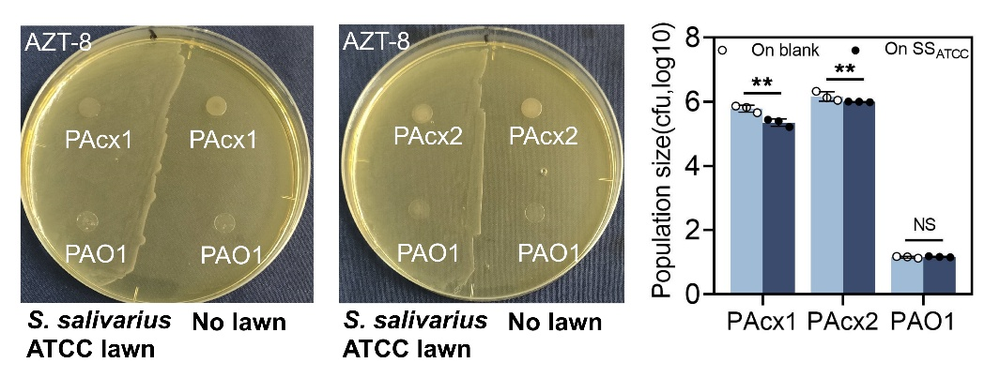 AZT-8
PAcx1
PAcx1
PAO1
PAO1
S. salivarius
ATCC lawn
No lawn
AZT-8
PAcx2
PAcx2
PAO1
PAO1
S. salivarius
ATCC lawn
No lawn
Population size(cfu,log10)
8
6
4
2
0
On blank
On SSATCC
**
**
NS
PAcx1 PAcx2 PAO1